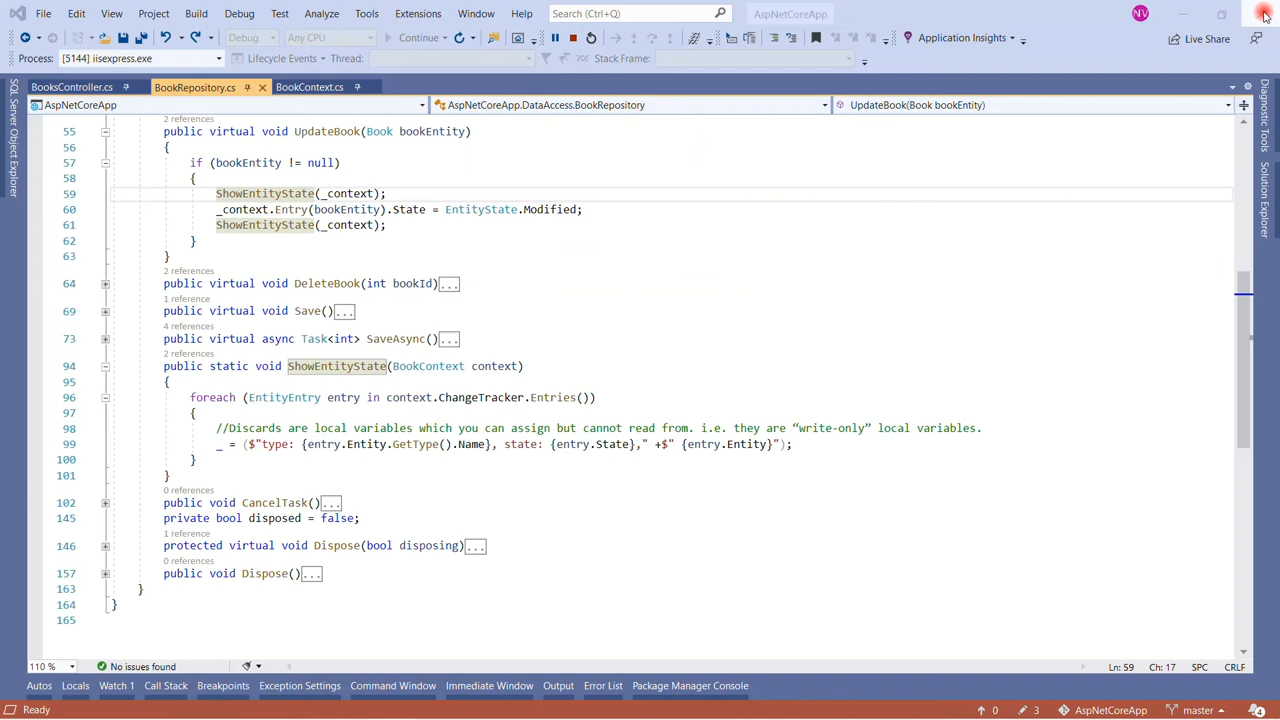 File Edit View Project Build Debug Test Analyze Tools Extensions Window Help Search (Ctrl+Q) AspNetCoreApp NV
Debug Any CPU Continue Application Insights Live Share
Process: [5144] iisexpress.exe Lifecycle Events Thread: Stack Frame:
BooksController.cs BookRepository.cs BookContext.cs
AspNetCoreApp AspNetCoreApp.DataAccess.BookRepository UpdateBook(Book bookEntity)
SQL Server Object Explorer
Diagnostic Tools
Solution Explorer
2 references
55 public virtual void UpdateBook(Book bookEntity)
56 {
57 if (bookEntity != null)
58 {
59 ShowEntityState(_context);
60 _context.Entry(bookEntity).State = EntityState.Modified;
61 ShowEntityState(_context);
62 }
63 }
2 references
64 public virtual void DeleteBook(int bookId)...
1 reference
69 public virtual void Save()...
4 references
73 public virtual async Task<int> SaveAsync()...
2 references
94 public static void ShowEntityState(BookContext context)
95 {
96 foreach (EntityEntry entry in context.ChangeTracker.Entries())
97 {
98 //Discards are local variables which you can assign but cannot read from. i.e. they are “write-only” local variables.
99 _ = ($"type: {entry.Entity.GetType().Name}, state: {entry.State}," +$" {entry.Entity}");
100 }
101 }
0 references
102 public void CancelTask()...
145 private bool disposed = false;
1 reference
146 protected virtual void Dispose(bool disposing)...
0 references
157 public void Dispose()...
163 }
164 }
165
110 % No issues found Ln: 59 Ch: 17 SPC CRLF
Autos Locals Watch 1 Call Stack Breakpoints Exception Settings Command Window Immediate Window Output Error List Package Manager Console
Ready 0 3 AspNetCoreApp master 4